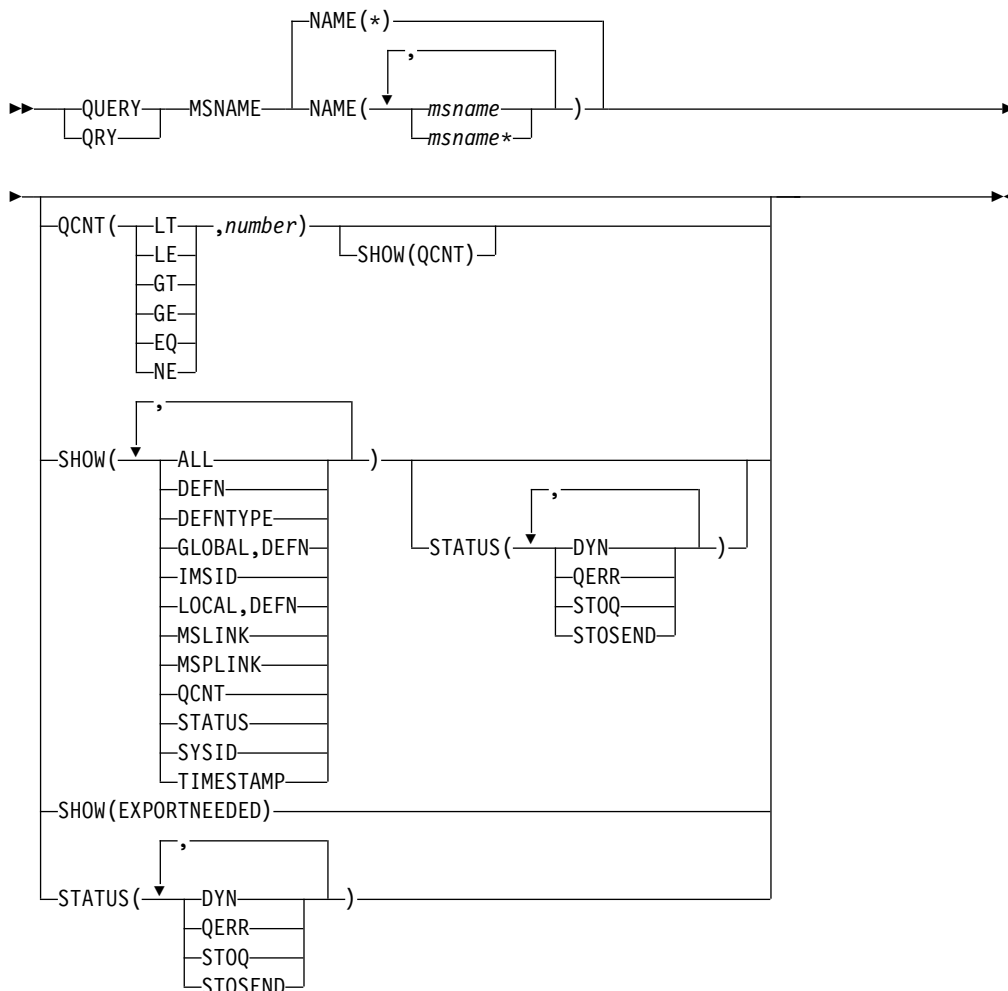 NAME(*)
,
QUERY MSNAME NAME( msname )
QRY msname*
QCNT( LT ,number)
LE SHOW(QCNT)
GT
GE
EQ
NE
,
SHOW( ALL )
DEFN ,
DEFNTYPE
GLOBAL,DEFN STATUS( DYN )
IMSID QERR
LOCAL,DEFN STOQ
MSLINK STOSEND
MSPLINK
QCNT
STATUS
SYSID
TIMESTAMP
SHOW(EXPORTNEEDED)
,
STATUS( DYN )
QERR
STOQ
STOSEND